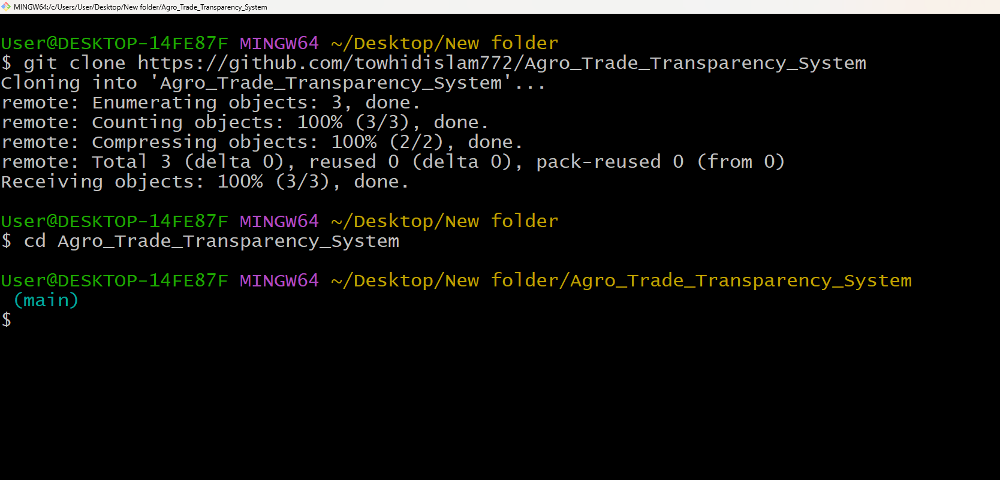 MINGW64:/c/Users/User/Desktop/New folder/Agro_Trade_Transparency_System
User@DESKTOP-14FE87F MINGW64 ~/Desktop/New folder
$ git clone https://github.com/towhidislam772/Agro_Trade_Transparency_System
Cloning into 'Agro_Trade_Transparency_System'...
remote: Enumerating objects: 3, done.
remote: Counting objects: 100% (3/3), done.
remote: Compressing objects: 100% (2/2), done.
remote: Total 3 (delta 0), reused 0 (delta 0), pack-reused 0 (from 0)
Receiving objects: 100% (3/3), done.
User@DESKTOP-14FE87F MINGW64 ~/Desktop/New folder
$ cd Agro_Trade_Transparency_System
User@DESKTOP-14FE87F MINGW64 ~/Desktop/New folder/Agro_Trade_Transparency_System
(main)
$